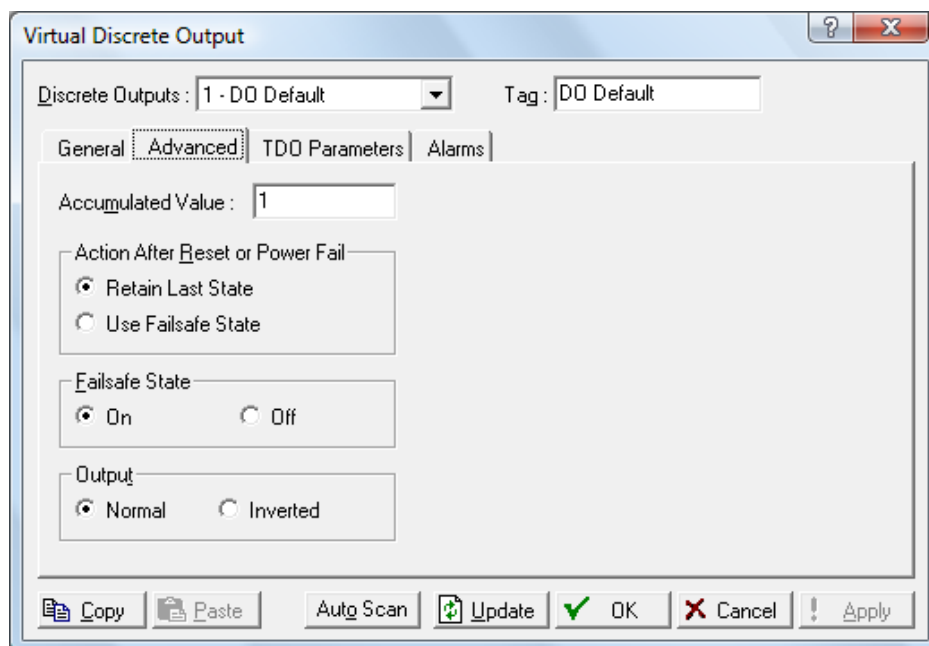 Virtual Discrete Output
Discrete Outputs : 1 - DO Default Tag : DO Default
General Advanced TDO Parameters Alarms
Accumulated Value : 1
Action After Reset or Power Fail
Retain Last State
Use Failsafe State
Failsafe State
On Off
Output
Normal Inverted
Copy Paste Auto Scan Update OK Cancel Apply